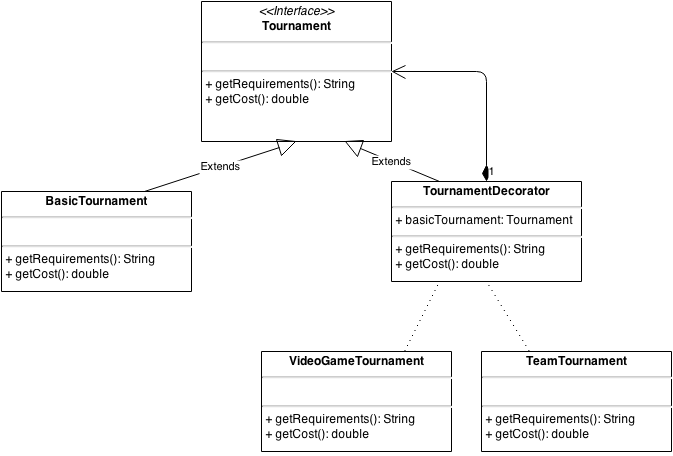 <<Interface>>
Tournament
+ getRequirements(): String
+ getCost(): double
Extends
Extends
1
BasicTournament
+ getRequirements(): String
+ getCost(): double
TournamentDecorator
+ basicTournament: Tournament
+ getRequirements(): String
+ getCost(): double
VideoGameTournament
+ getRequirements(): String
+ getCost(): double
TeamTournament
+ getRequirements(): String
+ getCost(): double